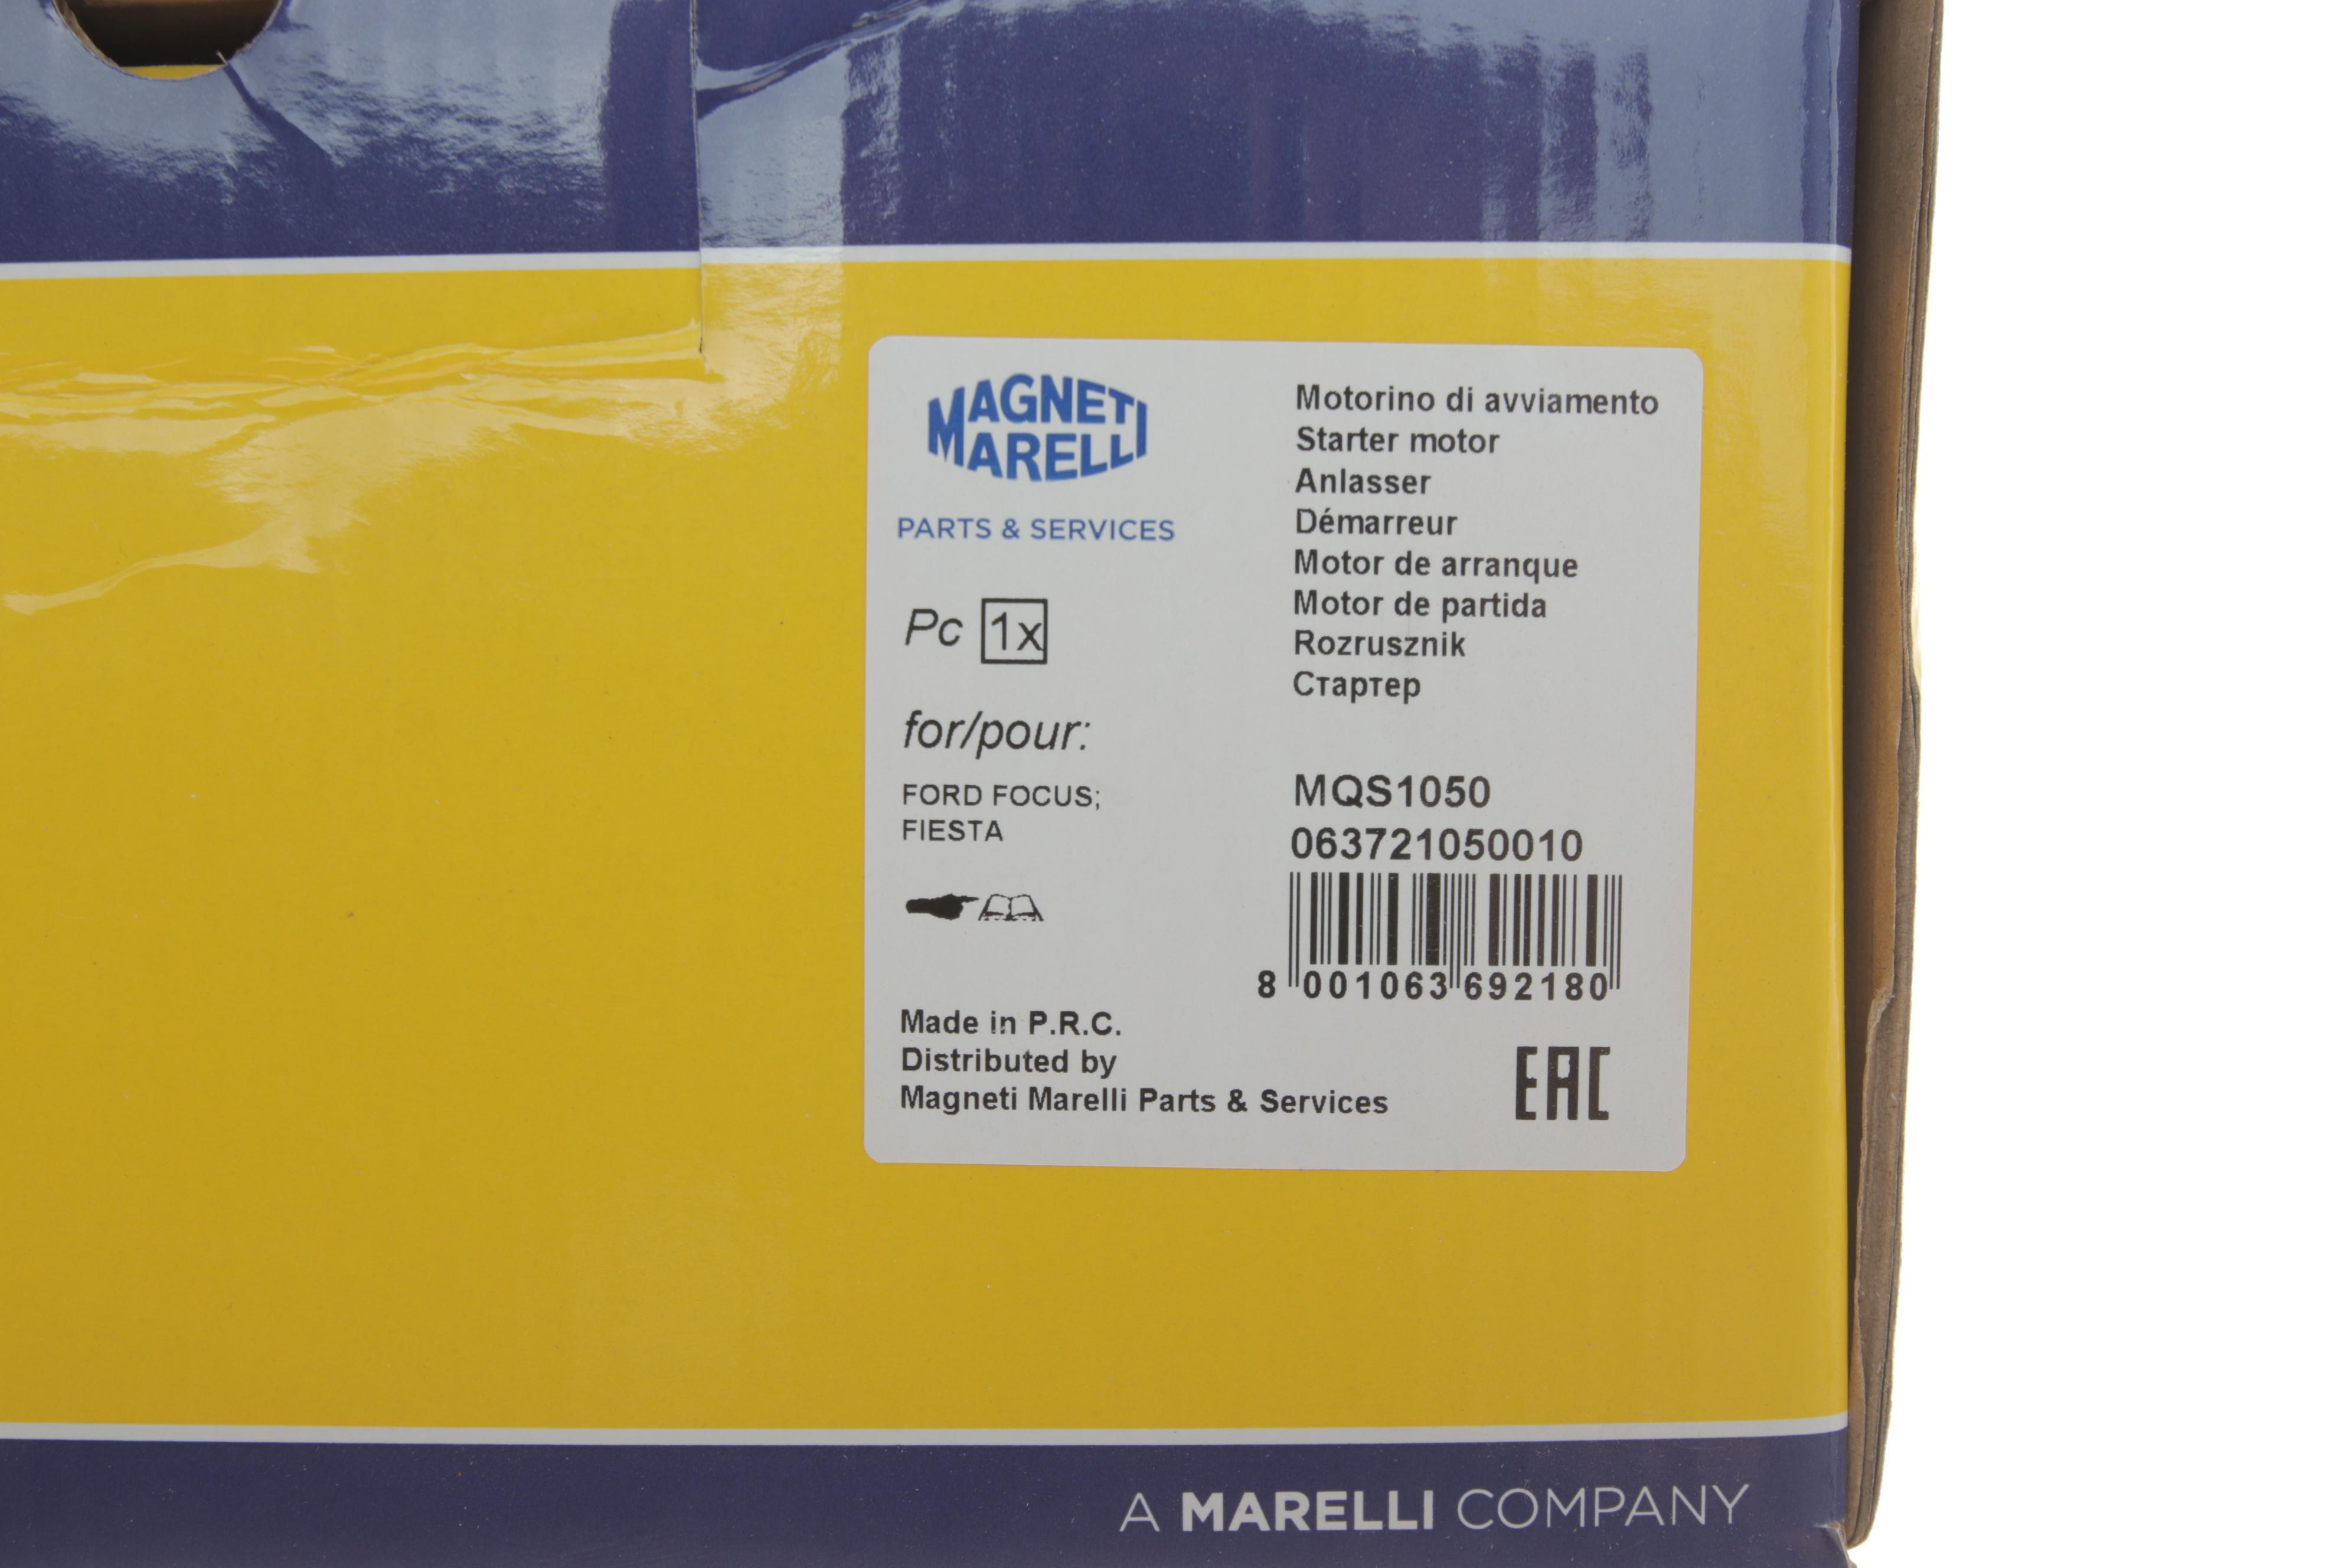 MAGNETI
MARELLI
PARTS & SERVICES
Pc 1x
for/pour:
FORD FOCUS;
FIESTA
Motorino di avviamento
Starter motor
Anlasser
Démarreur
Motor de arranque
Motor de partida
Rozrusznik
Стартер
MQS1050
063721050010
8 001063 692180
Made in P.R.C.
Distributed by
Magneti Marelli Parts & Services
EAC
A MARELLI COMPANY